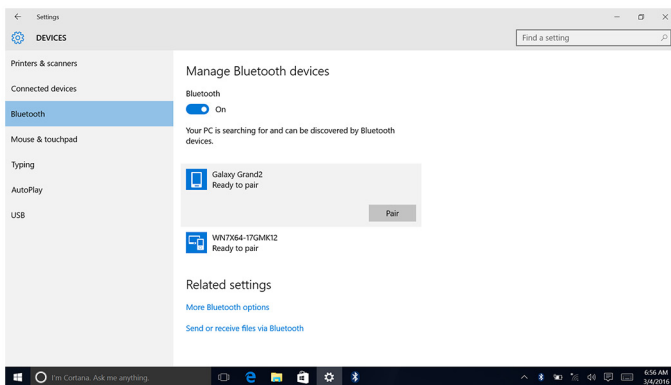 Settings
DEVICES
Find a setting
Printers & scanners
Connected devices
Bluetooth
Mouse & touchpad
Typing
AutoPlay
USB
Manage Bluetooth devices
Bluetooth
On
Your PC is searching for and can be discovered by Bluetooth
devices.
Galaxy Grand2
Ready to pair
Pair
WN7X64-17GMK12
Ready to pair
Related settings
More Bluetooth options
Send or receive files via Bluetooth
I'm Cortana. Ask me anything.
6:56 AM
3/4/2016